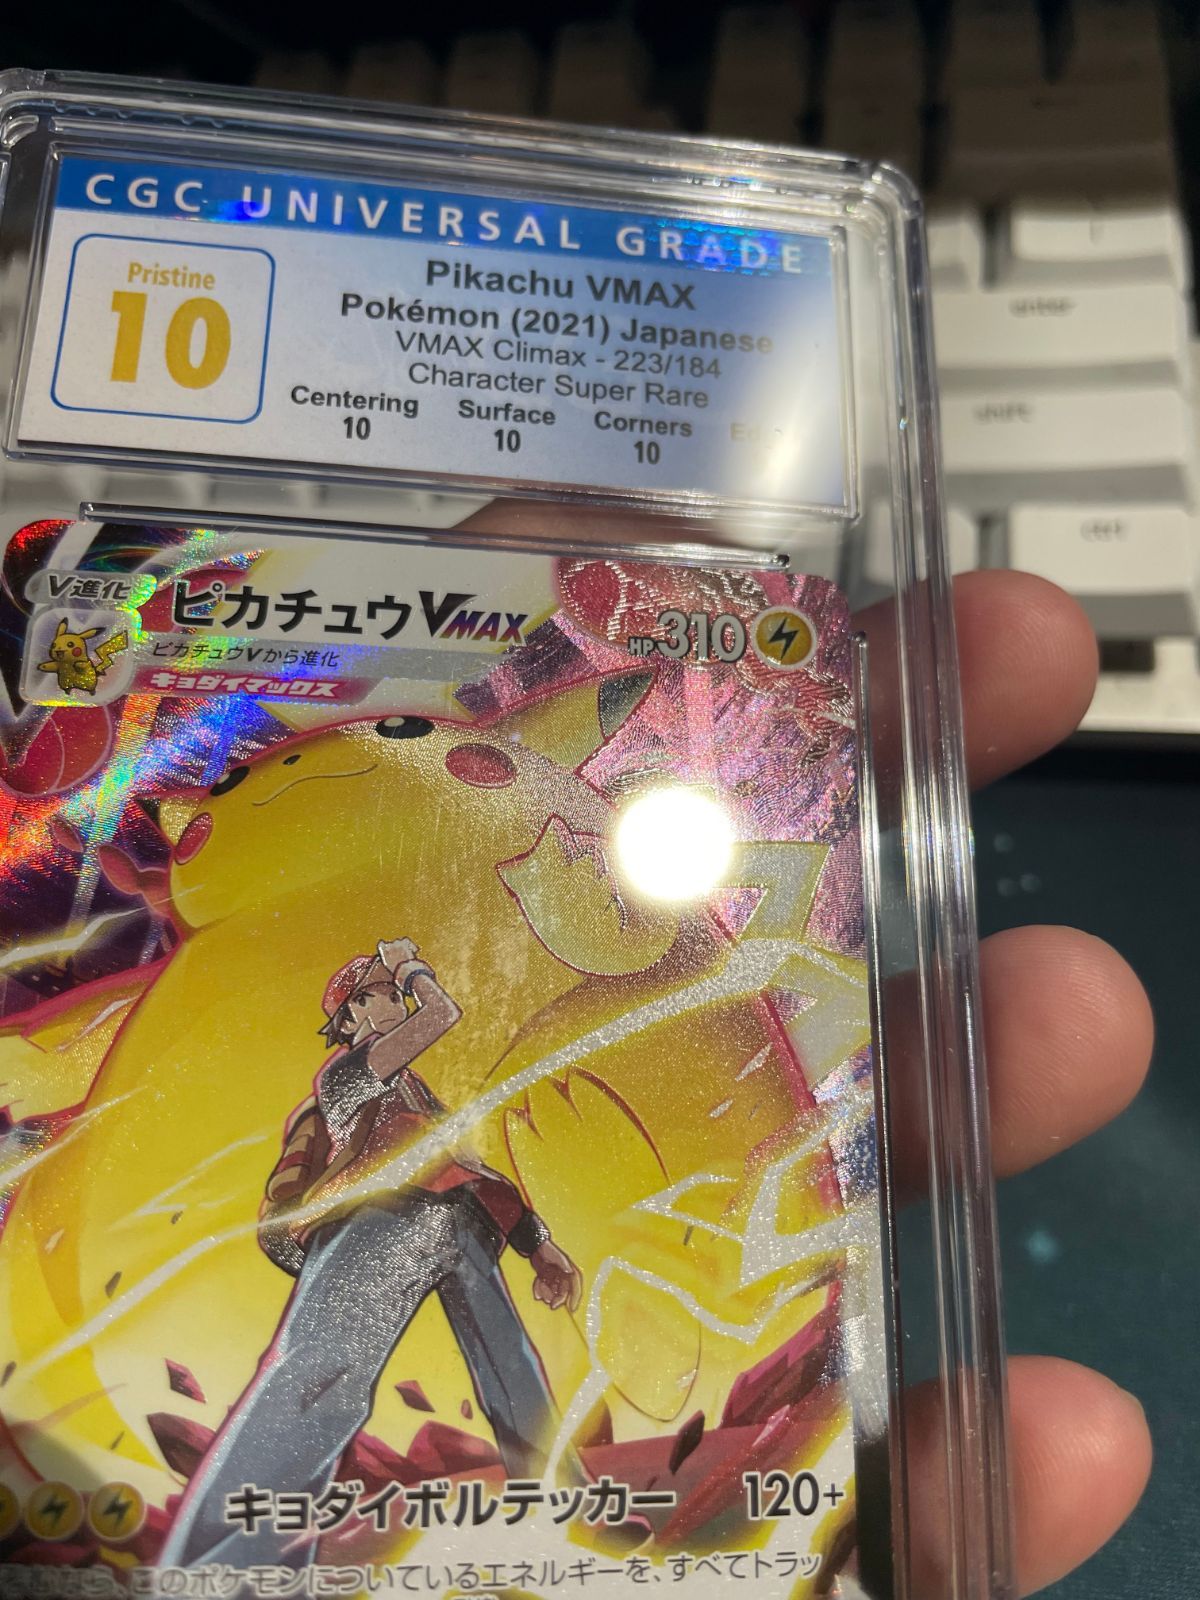 CGC UNIVERSAL GRADE
Pristine
10
Pikachu VMAX
Pokémon (2021) Japanese
VMAX Climax - 223/184
Character Super Rare
Centering Surface Corners
10 10 10
V進化 ピカチュウVMAX HP310
ピカチュウVから進化
キョダイマックス
enter
shift
キョダイボルテッカー 120+
なら、このポケモンについているエネルギーを、すべてトラッ